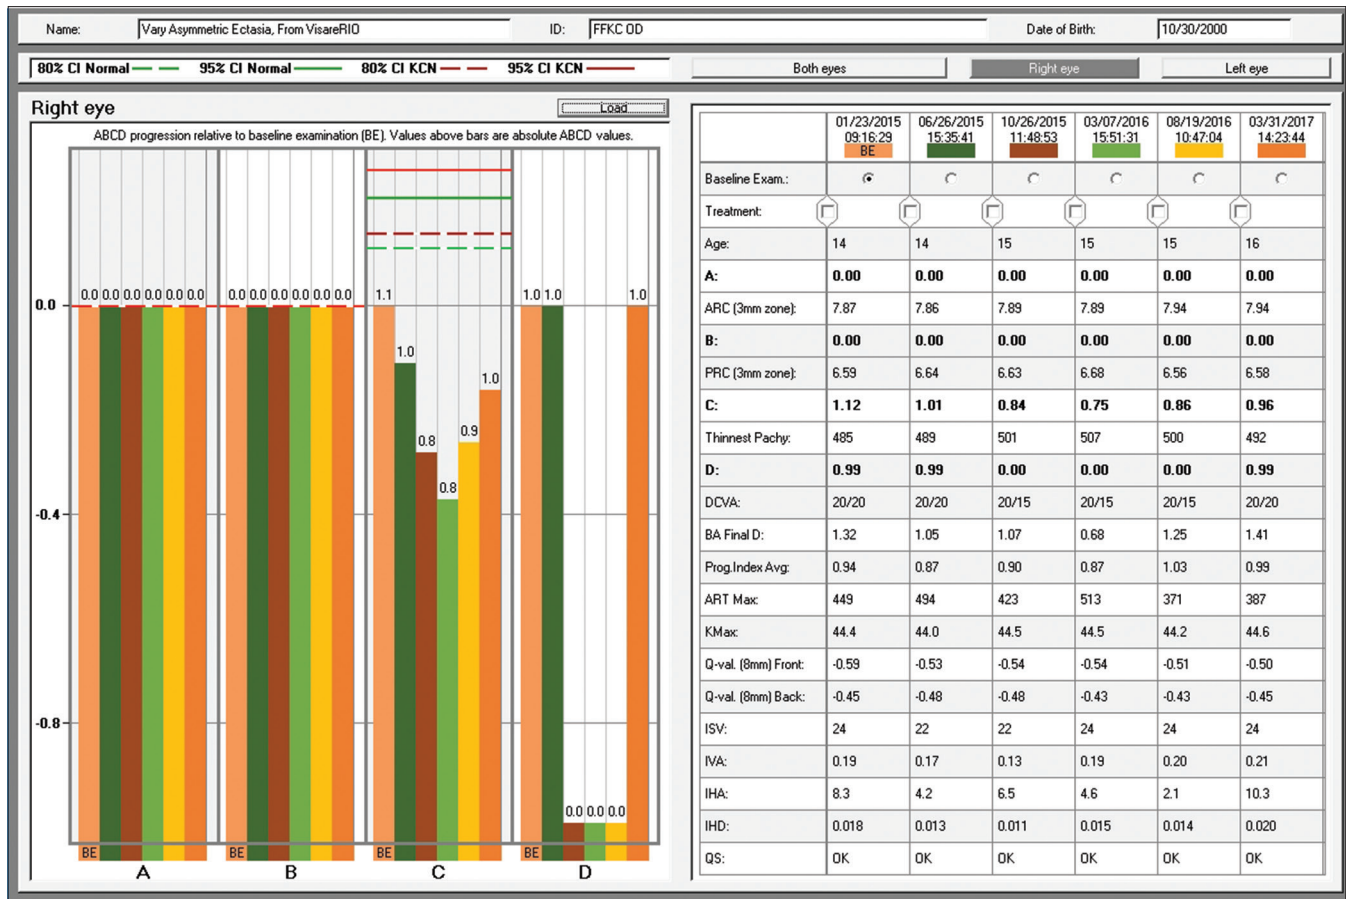 Name: Vary Asymmetric Ectasia, From VisareRIO ID: FFKC OD Date of Birth: 10/30/2000
80% CI Normal 95% CI Normal 80% CI KCN 95% CI KCN Both eyes Right eye Left eye
Right eye Load
ABCD progression relative to baseline examination (BE). Values above bars are absolute ABCD values.
0.0 0.0 0.0 0.0 0.0 0.0 0.0 0.0 0.0 0.0 0.0 0.0 1.1 1.0 1.0 1.0
0.0
1.0
1.0
0.9
0.8
0.8
-0.4
-0.8
0.0 0.0 0.0
BE BE BE BE
A B C D
01/23/2015 06/26/2015 10/26/2015 03/07/2016 08/19/2016 03/31/2017
09:16:29 15:35:41 11:48:53 15:51:31 10:47:04 14:23:44
BE
Baseline Exam.:
Treatment:
Age: 14 14 15 15 15 16
A: 0.00 0.00 0.00 0.00 0.00 0.00
ARC (3mm zone): 7.87 7.86 7.89 7.89 7.94 7.94
B: 0.00 0.00 0.00 0.00 0.00 0.00
PRC (3mm zone): 6.59 6.64 6.63 6.68 6.56 6.58
C: 1.12 1.01 0.84 0.75 0.86 0.96
Thinnest Pachy: 485 489 501 507 500 492
D: 0.99 0.99 0.00 0.00 0.00 0.99
DCVA: 20/20 20/20 20/15 20/15 20/15 20/20
BA Final D: 1.32 1.05 1.07 0.68 1.25 1.41
Prog.Index Avg: 0.94 0.87 0.90 0.87 1.03 0.99
ART Max: 449 494 423 513 371 387
KMax: 44.4 44.0 44.5 44.5 44.2 44.6
Q-val. (8mm) Front: -0.59 -0.53 -0.54 -0.54 -0.51 -0.50
Q-val. (8mm) Back: -0.45 -0.48 -0.48 -0.43 -0.43 -0.45
ISV: 24 22 22 24 24 24
IVA: 0.19 0.17 0.13 0.19 0.20 0.21
IHA: 8.3 4.2 6.5 4.6 2.1 10.3
IHD: 0.018 0.013 0.011 0.015 0.014 0.020
QS: OK OK OK OK OK OK